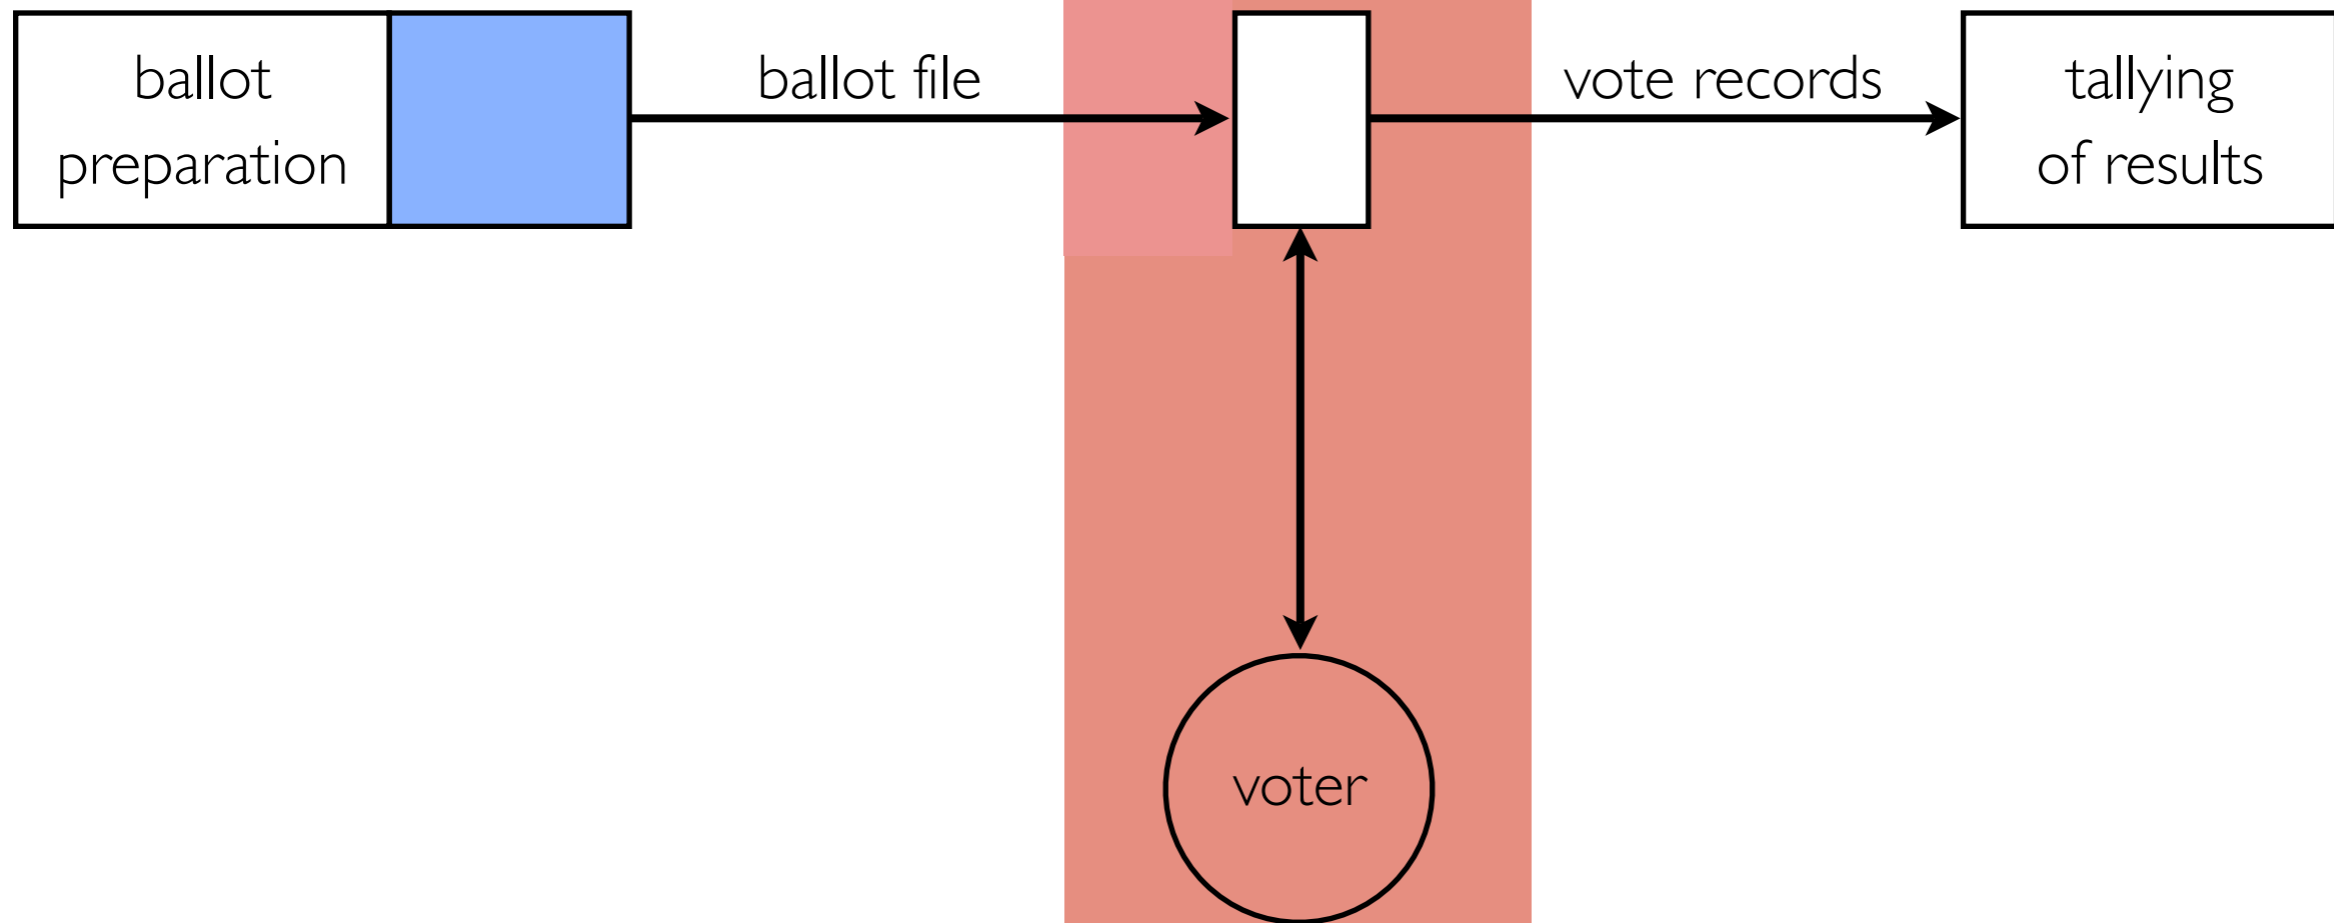 ballot
preparation
ballot file
vote records
tallying
of results
voter